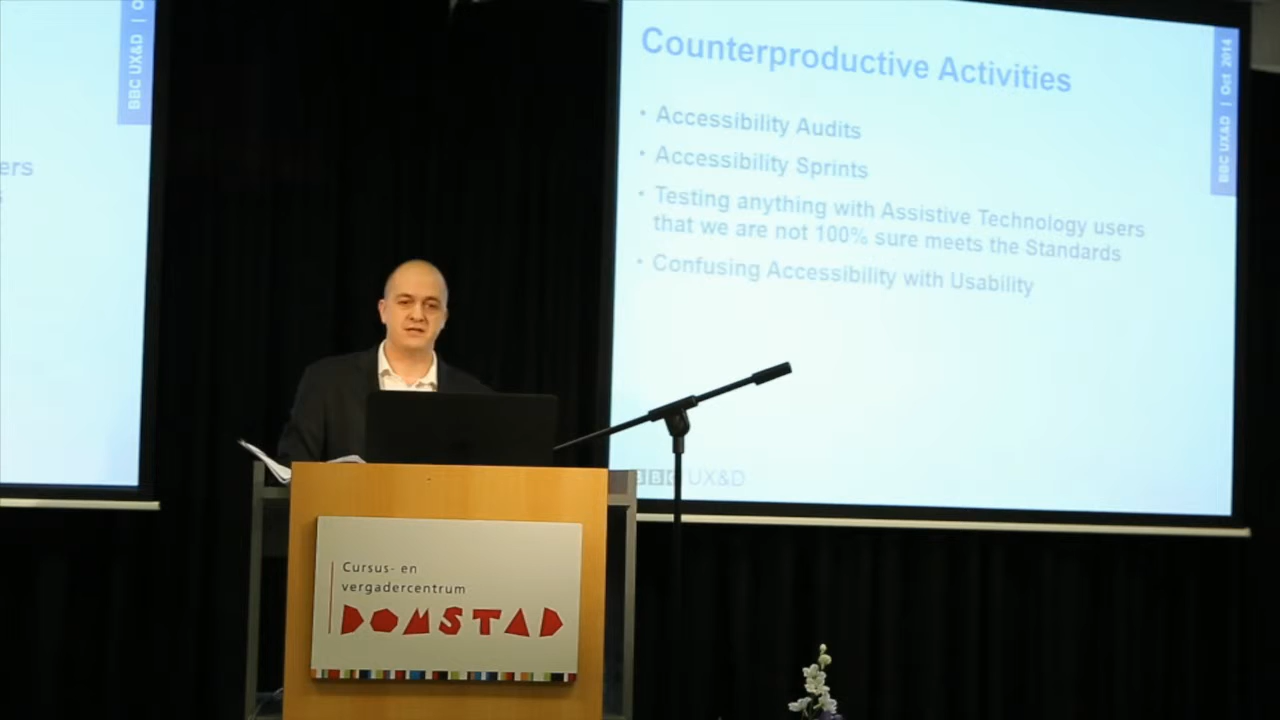 BBC UX&D | O
ers
Counterproductive Activities
• Accessibility Audits
• Accessibility Sprints
• Testing anything with Assistive Technology users
that we are not 100% sure meets the Standards
• Confusing Accessibility with Usability
BBC UX&D | Oct 2014
BBC UX&D
Cursus- en
vergadercentrum
DOMSTAD